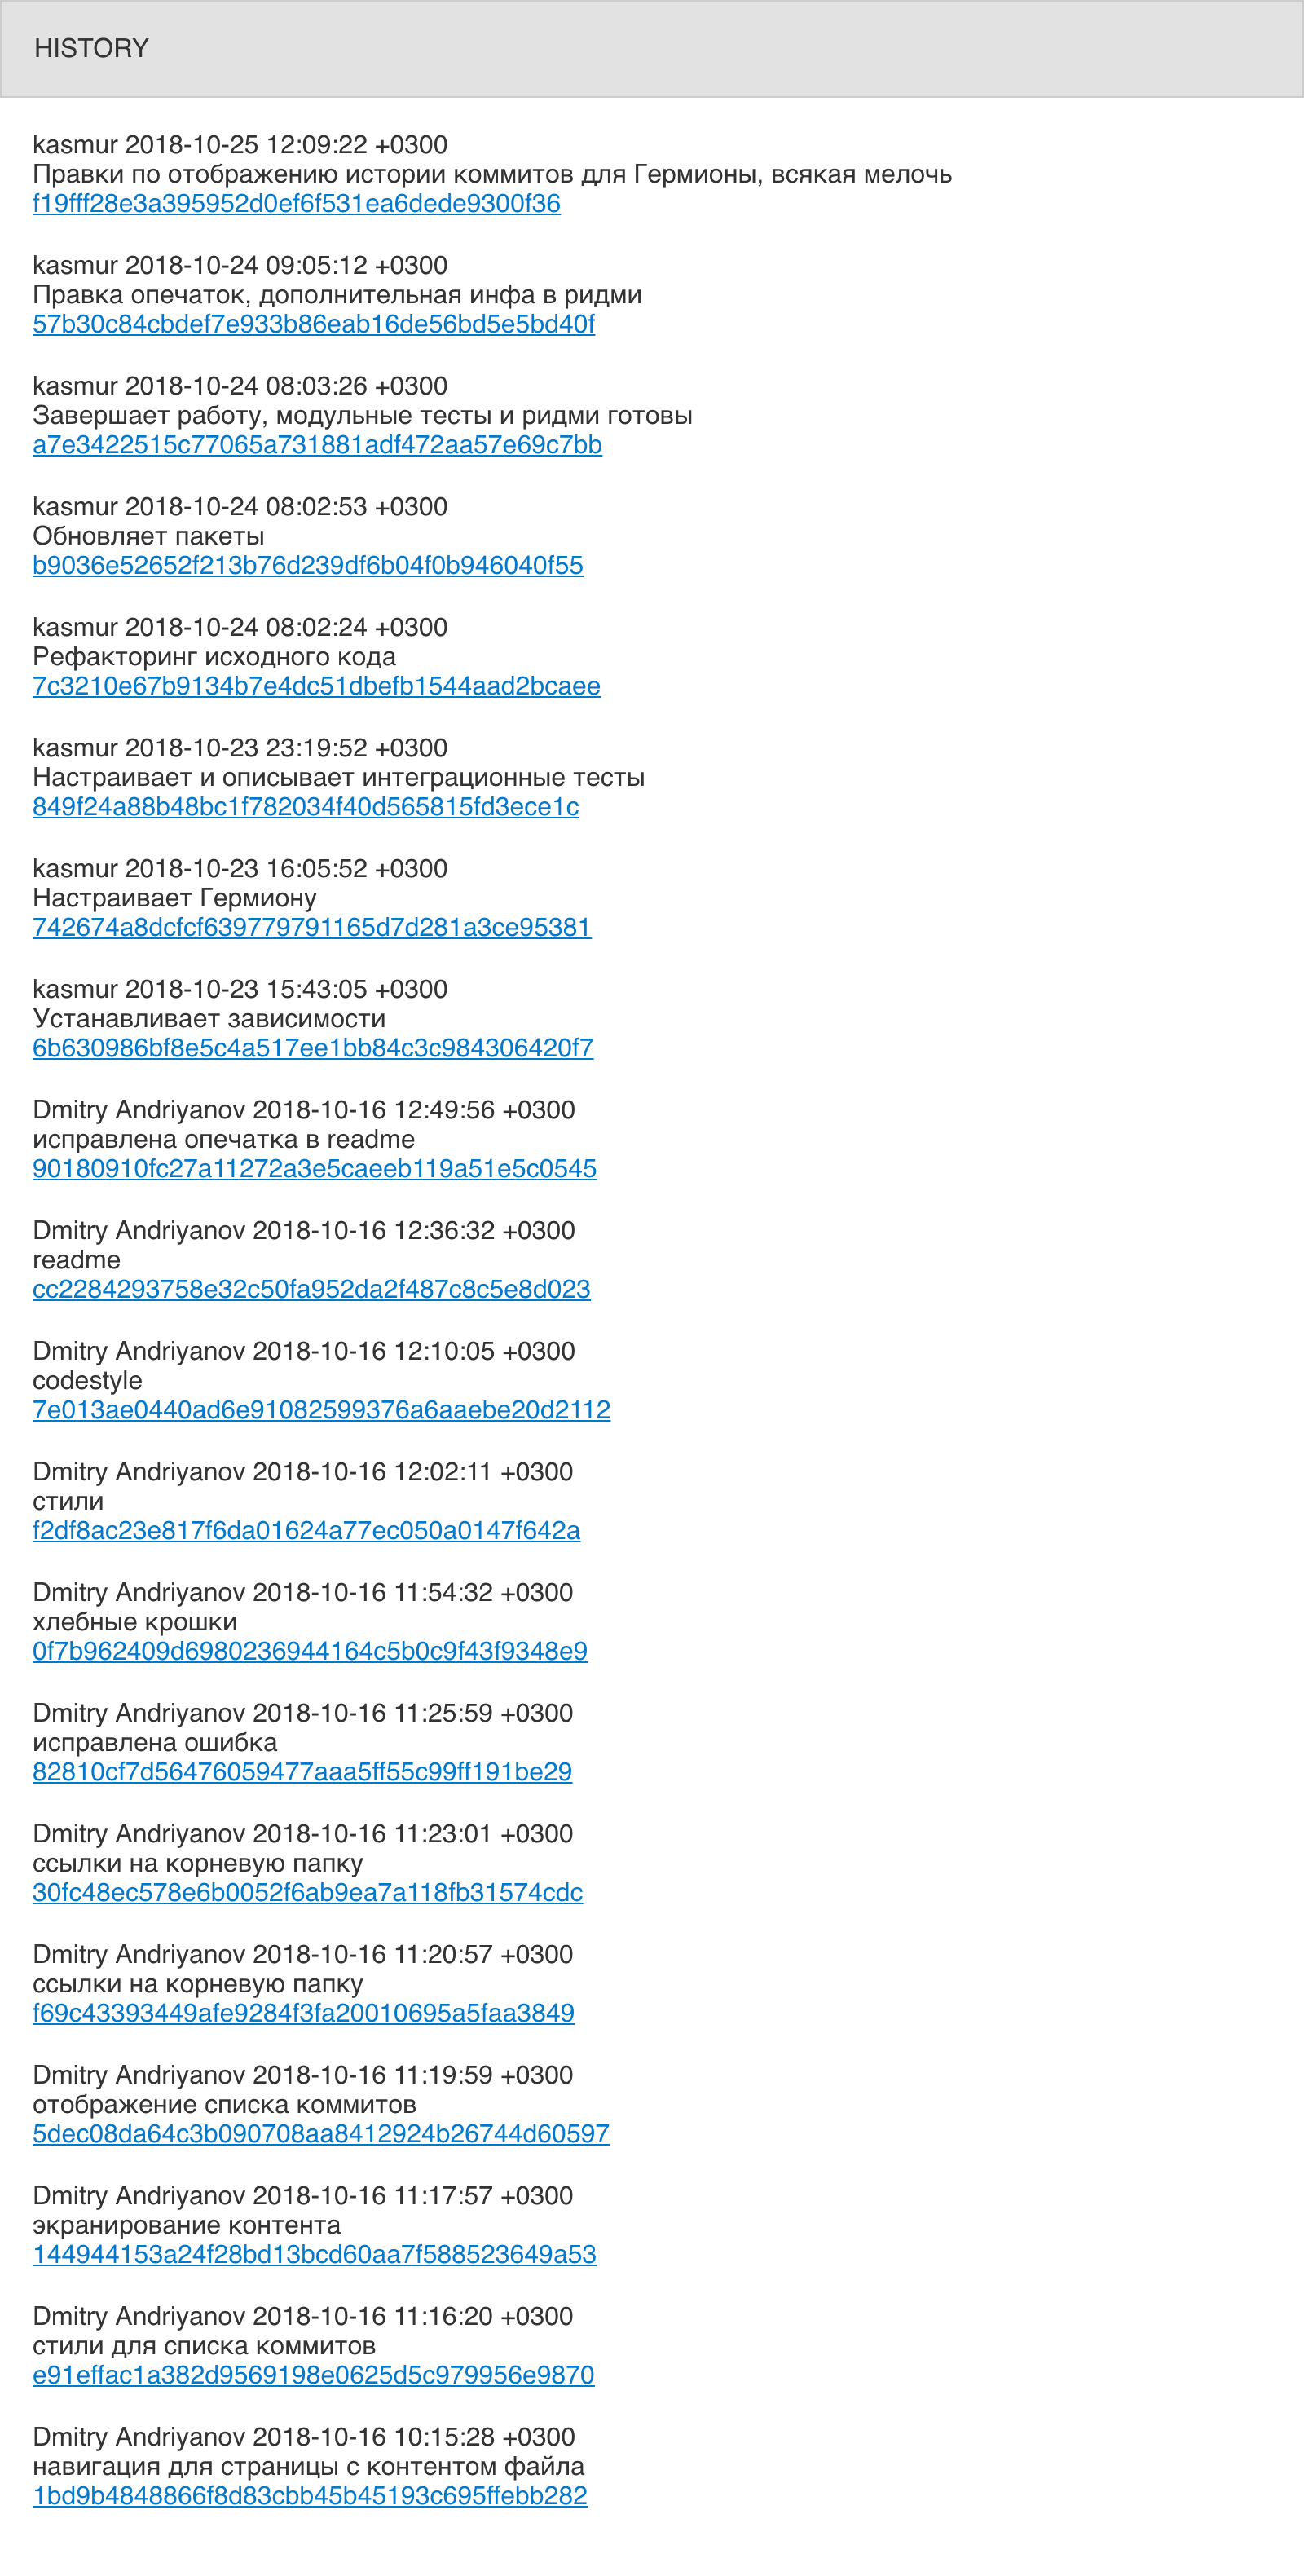 HISTORY
kasmur 2018-10-25 12:09:22 +0300
Правки по отображению истории коммитов для Гермионы, всякая мелочь
f19fff28e3a395952d0ef6f531ea6dede9300f36
kasmur 2018-10-24 09:05:12 +0300
Правка опечаток, дополнительная инфа в ридми
57b30c84cbdef7e933b86eab16de56bd5e5bd40f
kasmur 2018-10-24 08:03:26 +0300
Завершает работу, модульные тесты и ридми готовы
a7e3422515c77065a731881adf472aa57e69c7bb
kasmur 2018-10-24 08:02:53 +0300
Обновляет пакеты
b9036e52652f213b76d239df6b04f0b946040f55
kasmur 2018-10-24 08:02:24 +0300
Рефакторинг исходного кода
7c3210e67b9134b7e4dc51dbefb1544aad2bcaee
kasmur 2018-10-23 23:19:52 +0300
Настраивает и описывает интеграционные тесты
849f24a88b48bc1f782034f40d565815fd3ece1c
kasmur 2018-10-23 16:05:52 +0300
Настраивает Гермиону
742674a8dcfcf639779791165d7d281a3ce95381
kasmur 2018-10-23 15:43:05 +0300
Устанавливает зависимости
6b630986bf8e5c4a517ee1bb84c3c984306420f7
Dmitry Andriyanov 2018-10-16 12:49:56 +0300
исправлена опечатка в readme
90180910fc27a11272a3e5caeeb119a51e5c0545
Dmitry Andriyanov 2018-10-16 12:36:32 +0300
readme
cc2284293758e32c50fa952da2f487c8c5e8d023
Dmitry Andriyanov 2018-10-16 12:10:05 +0300
codestyle
7e013ae0440ad6e91082599376a6aaebe20d2112
Dmitry Andriyanov 2018-10-16 12:02:11 +0300
стили
f2df8ac23e817f6da01624a77ec050a0147f642a
Dmitry Andriyanov 2018-10-16 11:54:32 +0300
хлебные крошки
0f7b962409d6980236944164c5b0c9f43f9348e9
Dmitry Andriyanov 2018-10-16 11:25:59 +0300
исправлена ошибка
82810cf7d56476059477aaa5ff55c99ff191be29
Dmitry Andriyanov 2018-10-16 11:23:01 +0300
ссылки на корневую папку
30fc48ec578e6b0052f6ab9ea7a118fb31574cdc
Dmitry Andriyanov 2018-10-16 11:20:57 +0300
ссылки на корневую папку
f69c43393449afe9284f3fa20010695a5faa3849
Dmitry Andriyanov 2018-10-16 11:19:59 +0300
отображение списка коммитов
5dec08da64c3b090708aa8412924b26744d60597
Dmitry Andriyanov 2018-10-16 11:17:57 +0300
экранирование контента
144944153a24f28bd13bcd60aa7f588523649a53
Dmitry Andriyanov 2018-10-16 11:16:20 +0300
стили для списка коммитов
e91effac1a382d9569198e0625d5c979956e9870
Dmitry Andriyanov 2018-10-16 10:15:28 +0300
навигация для страницы с контентом файла
1bd9b4848866f8d83cbb45b45193c695ffebb282